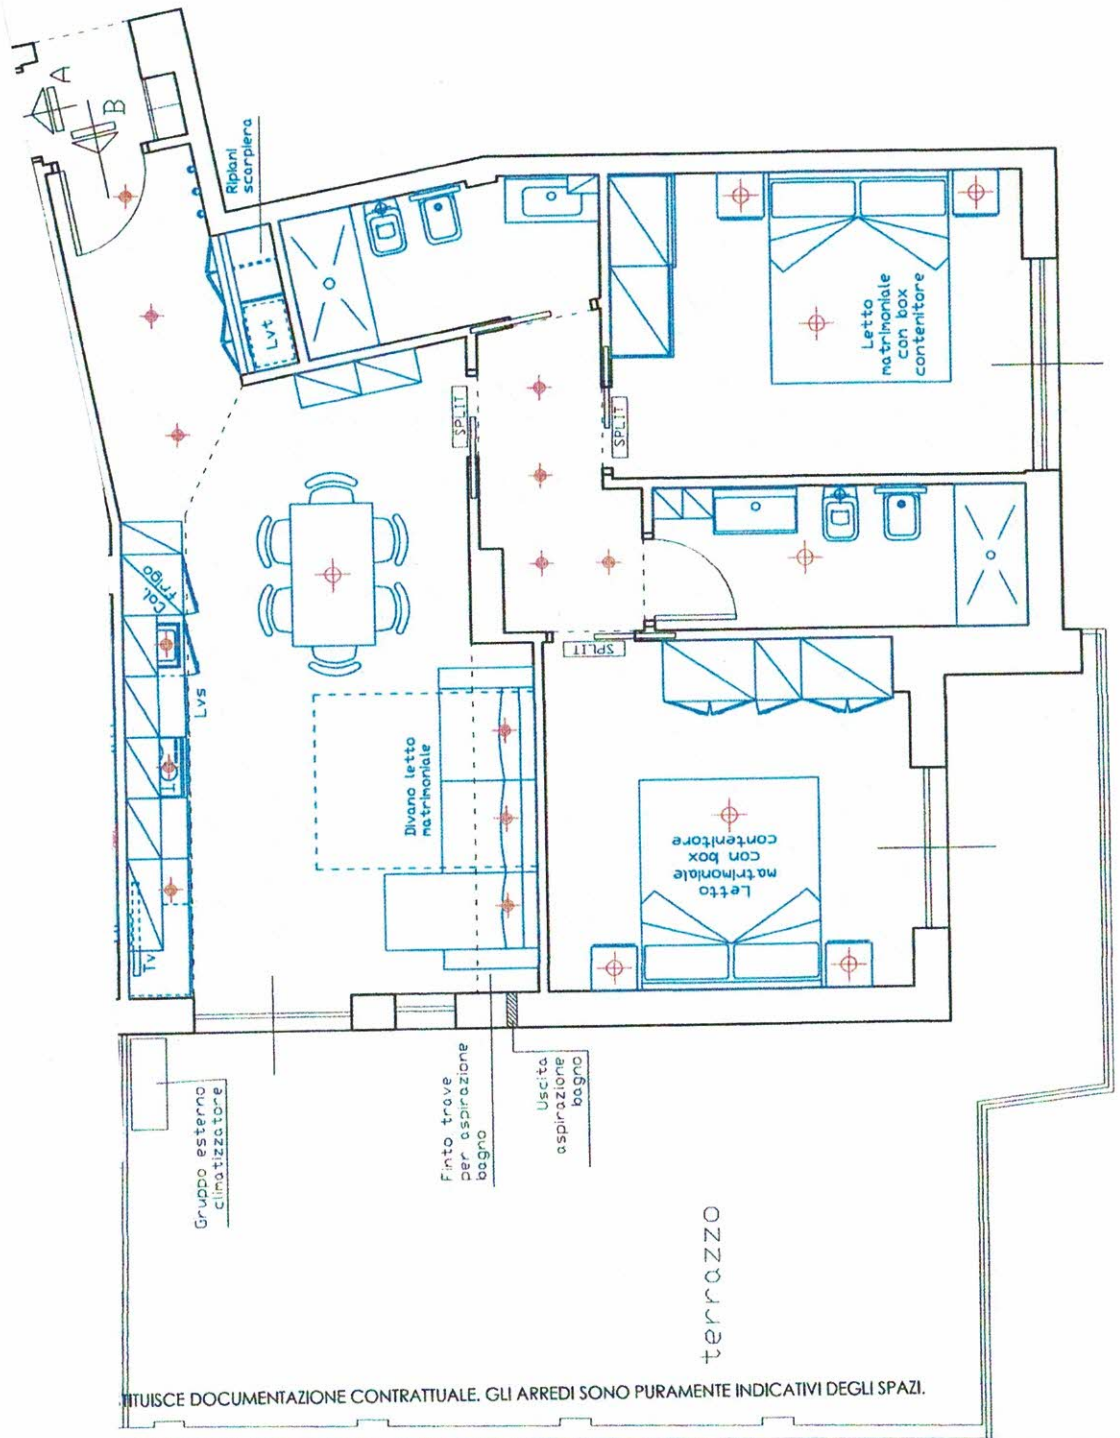 A
B
Ripiani
scarpiera
Lvt
SPLIT
SPLIT
SPLIT
Letto
matrimoniale
con box
contenitore
Col.
frigo
Lvs
Tv
Divano letto
matrimoniale
Letto
matrimoniale
con box
contenitore
Gruppo esterno
climatizzatore
Finto trave
per aspirazione
bagno
Uscita
aspirazione
bagno
terrazzo
TITUISCE DOCUMENTAZIONE CONTRATTUALE. GLI ARREDI SONO PURAMENTE INDICATIVI DEGLI SPAZI.